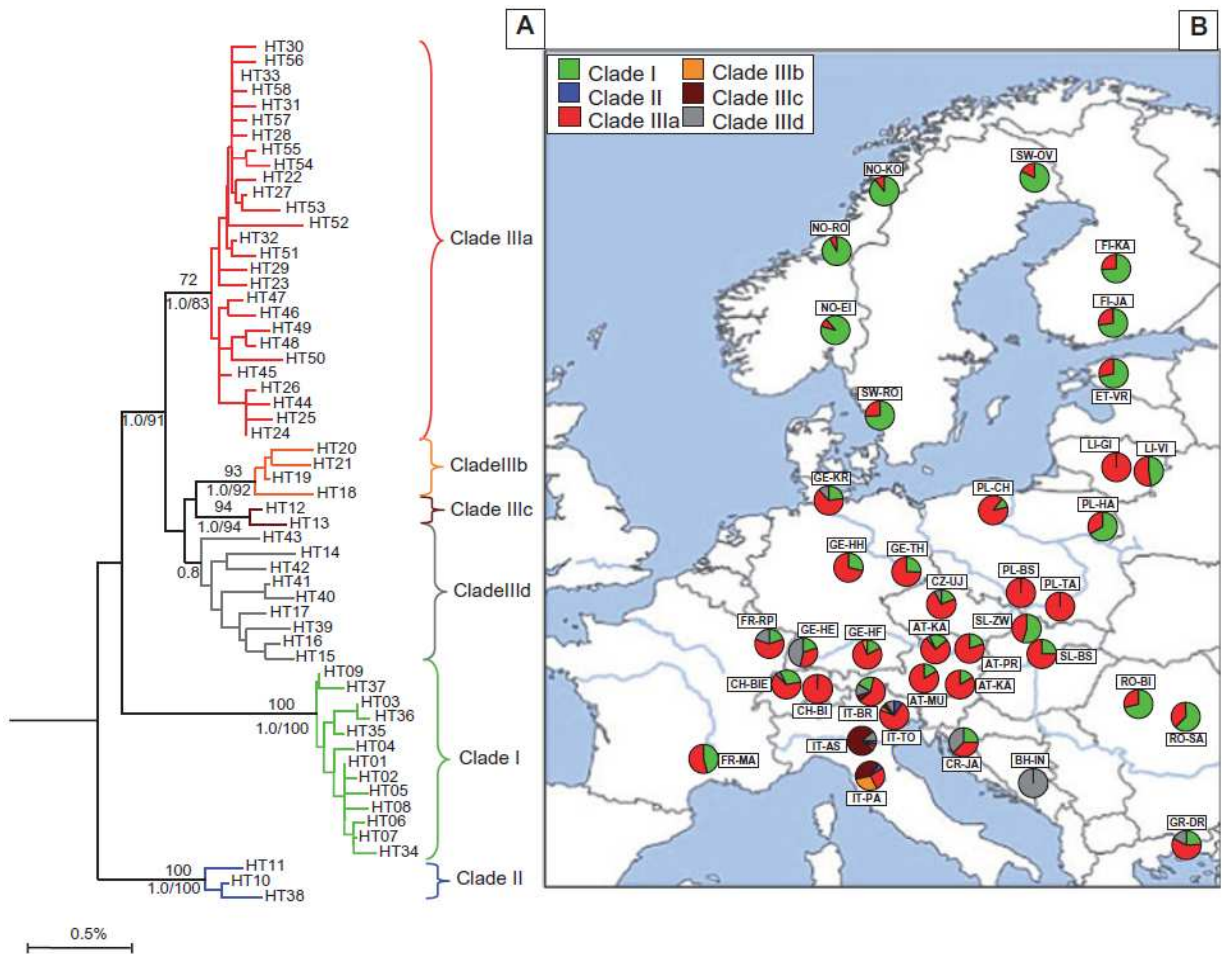 A
HT30
HT56
HT33
HT58
HT31
HT57
HT28
HT55
HT54
HT22
HT27
HT53
HT52
HT32
HT51
HT29
HT23
HT47
HT46
HT49
HT48
HT50
HT45
HT26
HT44
HT25
HT24
72
1.0/83
Clade IIIa
1.0/91
HT20
HT21
HT19
HT18
93
1.0/92
CladeIIIb
HT12
HT13
94
1.0/94
Clade IIIc
HT43
HT14
HT42
HT41
HT40
HT17
HT39
HT16
HT15
0.8
CladeIIId
HT09
HT37
HT03
HT36
HT35
HT04
HT01
HT02
HT05
HT08
HT06
HT07
HT34
100
1.0/100
Clade I
HT11
HT10
HT38
100
1.0/100
Clade II
0.5%
B
Clade I
Clade II
Clade IIIa
Clade IIIb
Clade IIIc
Clade IIId
NO-KO
SW-OV
NO-RO
FI-KA
NO-EI
FI-JA
ET-VR
SW-RO
LI-GI
LI-VI
GE-KR
PL-CH
PL-HA
GE-HH
GE-TH
CZ-UJ
PL-BS
PL-TA
FR-RP
GE-HE
GE-HF
AT-KA
SL-ZW
AT-PR
SL-BS
CH-BIE
CH-BI
IT-BR
AT-MU
AT-KÄ
RO-BI
RO-SA
IT-AS
IT-TO
CR-JA
BH-IN
FR-MA
IT-PA
GR-DR